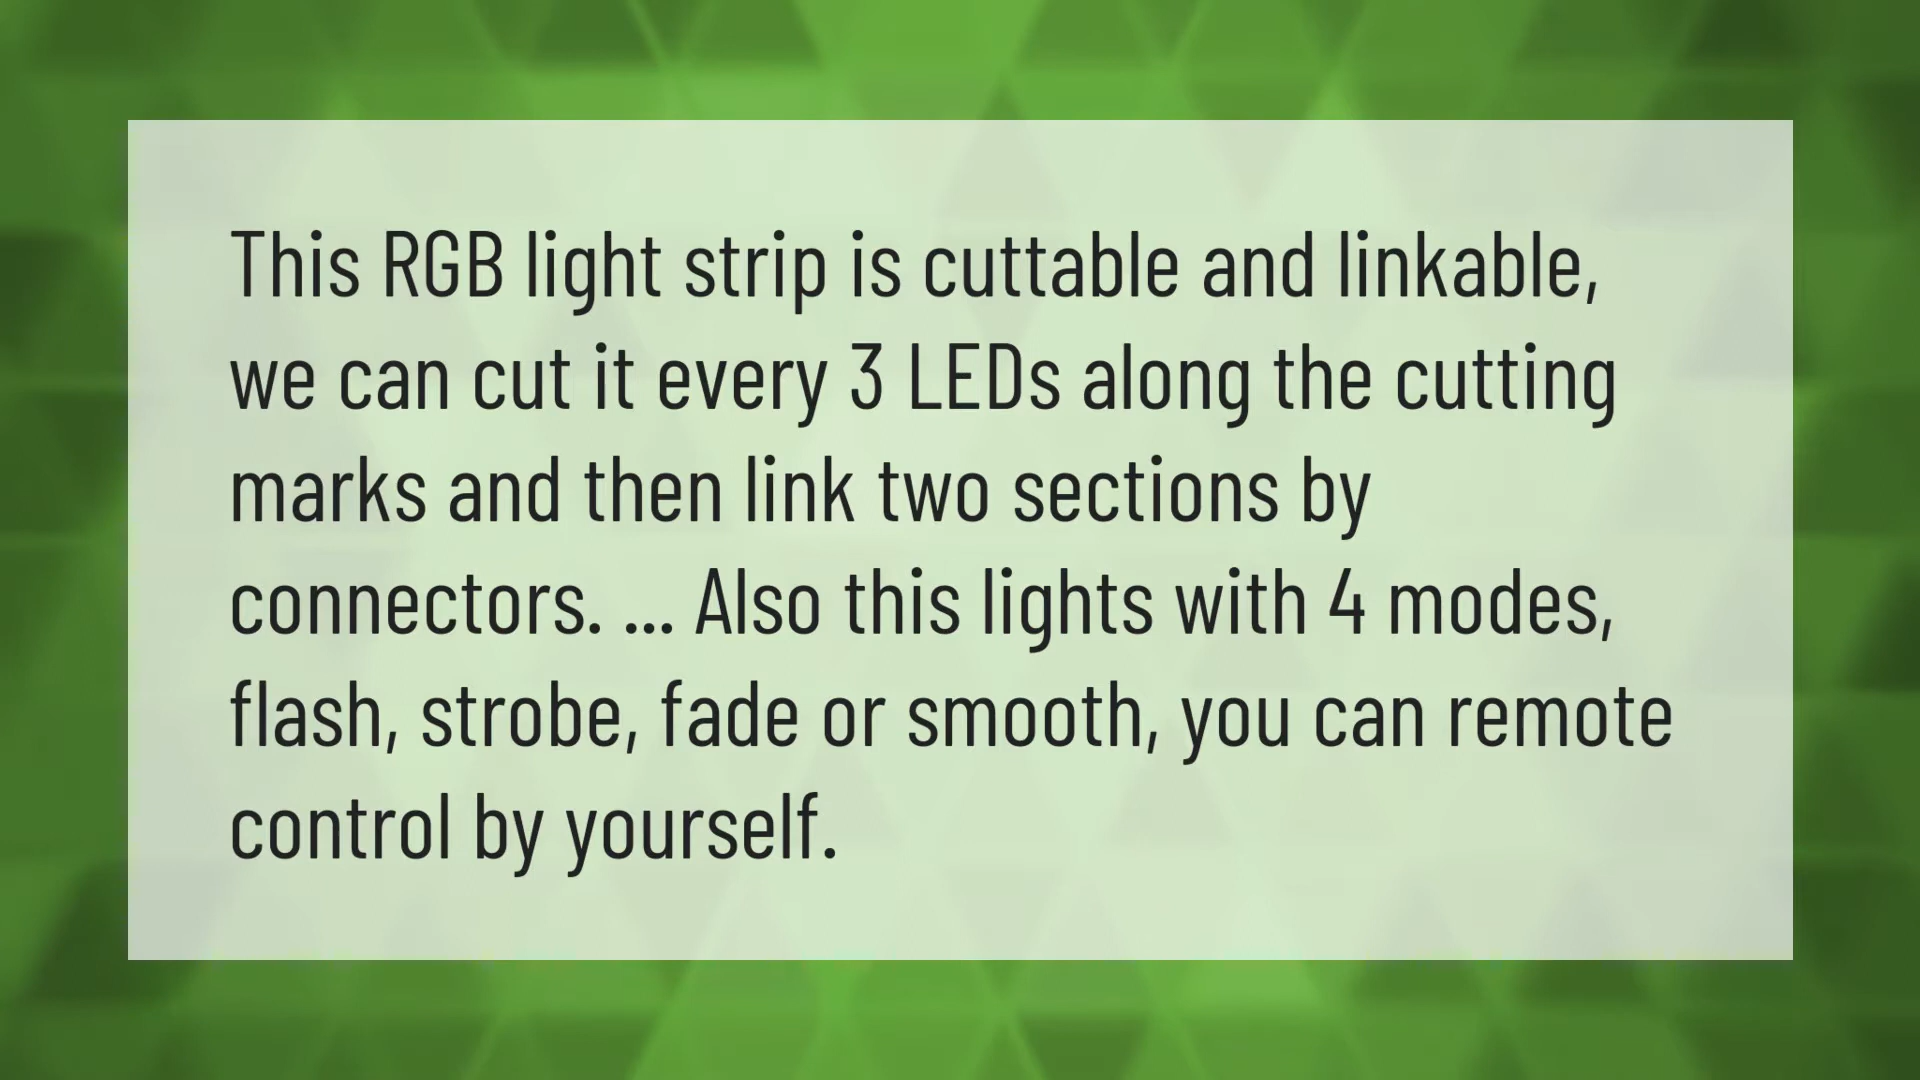 This RGB light strip is cuttable and linkable,
we can cut it every 3 LEDs along the cutting
marks and then link two sections by
connectors. ... Also this lights with 4 modes,
flash, strobe, fade or smooth, you can remote
control by yourself.